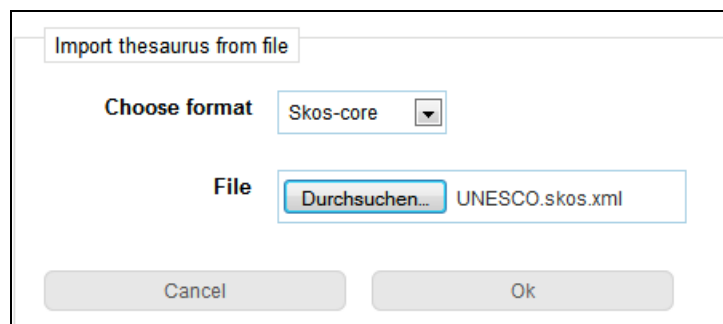 Import thesaurus from file
Choose format Skos-core
File Durchsuchen... UNESCO.skos.xml
Cancel Ok